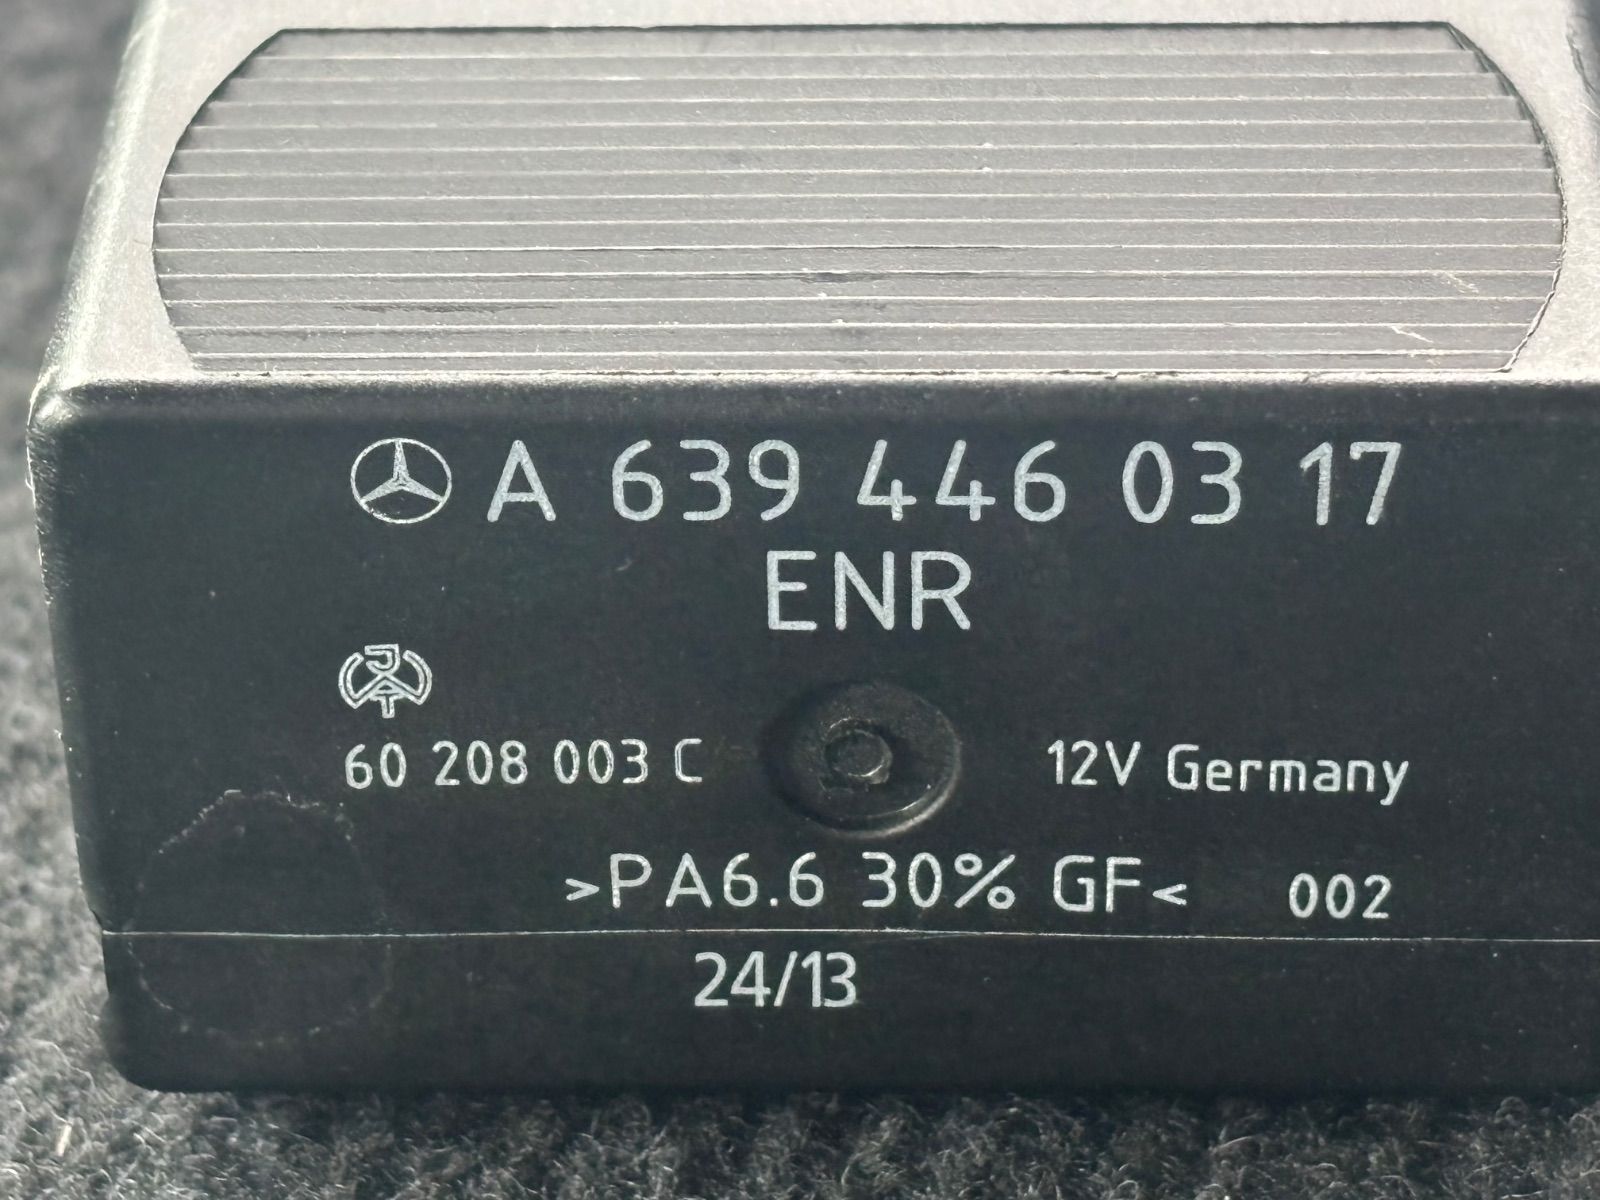 A 639 446 03 17
ENR
60 208 003 C
12V Germany
>PA6.6 30% GF<
002
24/13